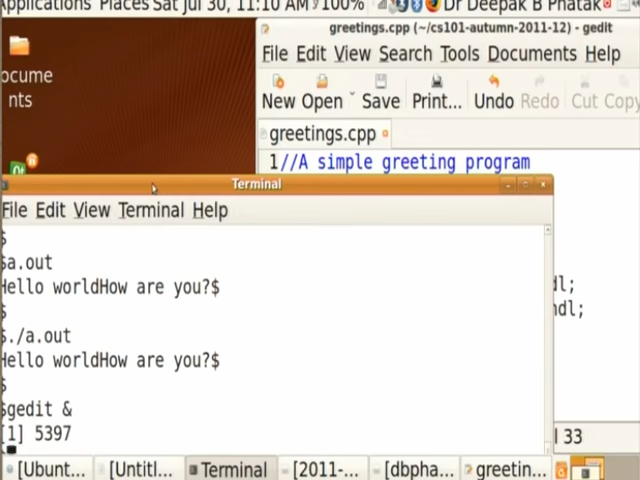 Applications Places Sat Jul 30, 11:10 AM 100% Dr Deepak B Phatak
greetings.cpp (~/cs101-autumn-2011-12) - gedit
File Edit View Search Tools Documents Help
New Open Save Print... Undo Redo Cut Copy
greetings.cpp
1//A simple greeting program
ocume
nts
Terminal
File Edit View Terminal Help
$
$a.out
Hello worldHow are you?$
$
$./a.out
Hello worldHow are you?$
$
$gedit &
[1] 5397
dl;
ndl;
l 33
[Ubunt... [Untitl... Terminal [2011-... [dbpha... greetin...